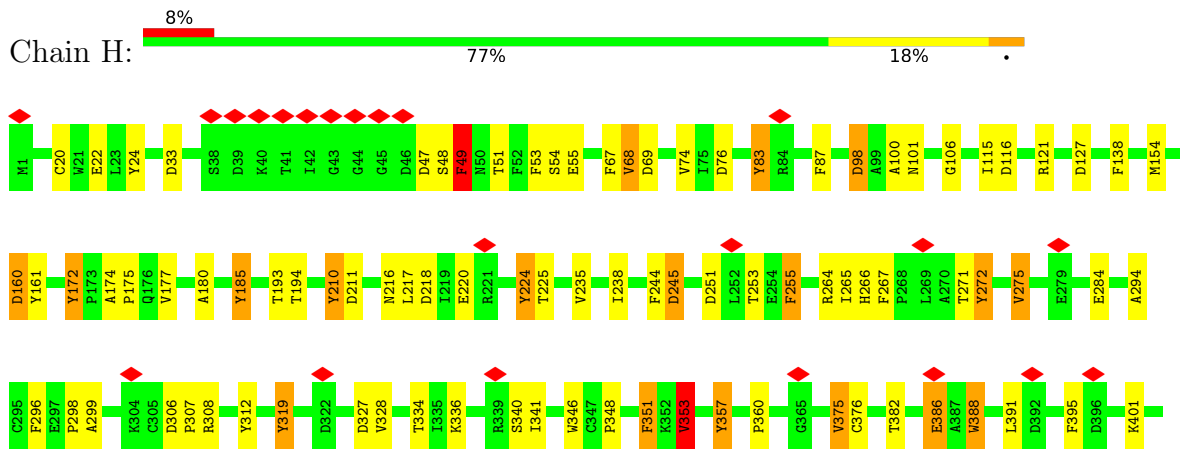 8%
Chain H:
77% 18% .
M1 C20 W21 E22 L23 Y24 D33 S38 D39 K40 T41 I42 G43 G44 G45 D46 D47 S48 F49 N50 T51 F52 F53 S54 E55 F67 V68 D69 V74 I75 D76 Y83 R84 F87 D98 A99 A100 N101 G106 I115 D116 R121 D127 F138 M154
D160 Y161 Y172 P173 A174 P175 Q176 V177 A180 Y185 T193 T194 Y210 D211 N216 L217 D218 I219 E220 R221 Y224 T225 V235 I238 F244 D245 D251 L252 T253 E254 F255 R264 I265 H266 F267 P268 L269 A270 T271 Y272 V275 E279 E284 A294
C295 F296 E297 P298 A299 K304 C305 D306 P307 R308 Y312 Y319 D322 D327 V328 T334 I335 K336 R339 S340 I341 W346 C347 P348 F351 K352 V353 Y357 P360 G365 V375 C376 T382 E386 A387 W388 L391 D392 F395 D396 K401